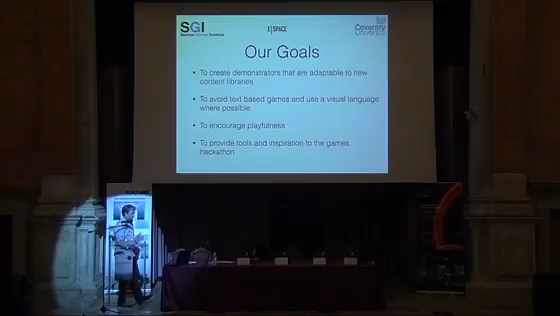 SGI
E|SPACE
Coventry
University
Our Goals
• To create demonstrators that are adaptable to new
content libraries
• To avoid text based games and use a visual language
where possible
• To encourage playfulness
• To provide tools and inspiration to the games
hackathon